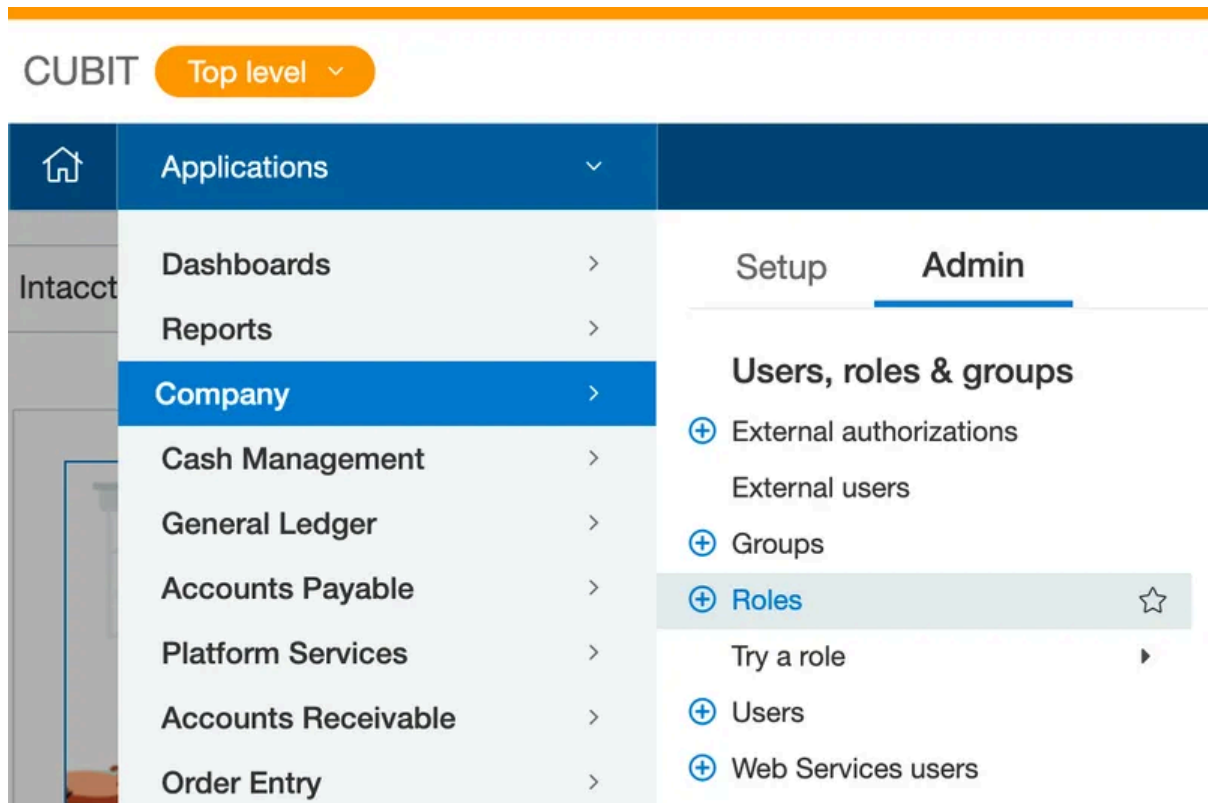 CUBIT Top level
Applications
Intacct
Dashboards
Reports
Company
Cash Management
General Ledger
Accounts Payable
Platform Services
Accounts Receivable
Order Entry
Setup Admin
Users, roles & groups
External authorizations
External users
Groups
Roles
Try a role
Users
Web Services users